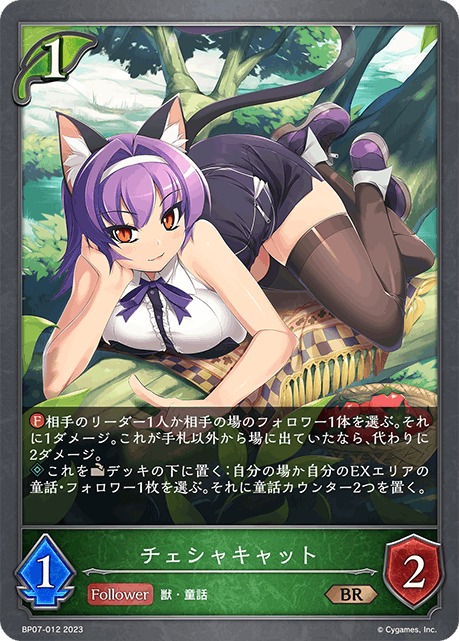 1
Ⓕ相手のリーダー1人か相手の場のフォロワー1体を選ぶ。それ
に1ダメージ。これが手札以外から場に出ていたなら、代わりに
2ダメージ。
これをデッキの下に置く：自分の場か自分のEXエリアの
童話・フォロワー1枚を選ぶ。それに童話カウンター2つを置く。
チェシャキャット
1
Follower 獣・童話 BR
2
BP07-012 2023 © Cygames, Inc.